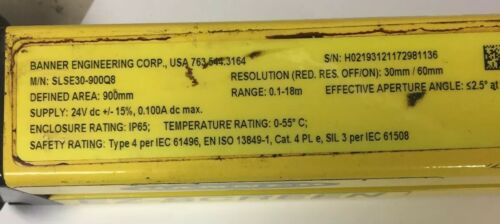 BANNER ENGINEERING CORP., USA 763.544.3164 S/N: H02193121172981136
M/N: SLSE30-900Q8 RESOLUTION (RED. RES. OFF/ON): 30mm / 60mm
DEFINED AREA: 900mm RANGE: 0.1-18m EFFECTIVE APERTURE ANGLE: ≤2.5° at
SUPPLY: 24V dc +/- 15%, 0.100A dc max.
ENCLOSURE RATING: IP65; TEMPERATURE RATING: 0-55° C;
SAFETY RATING: Type 4 per IEC 61496, EN ISO 13849-1, Cat. 4 PL e, SIL 3 per IEC 61508